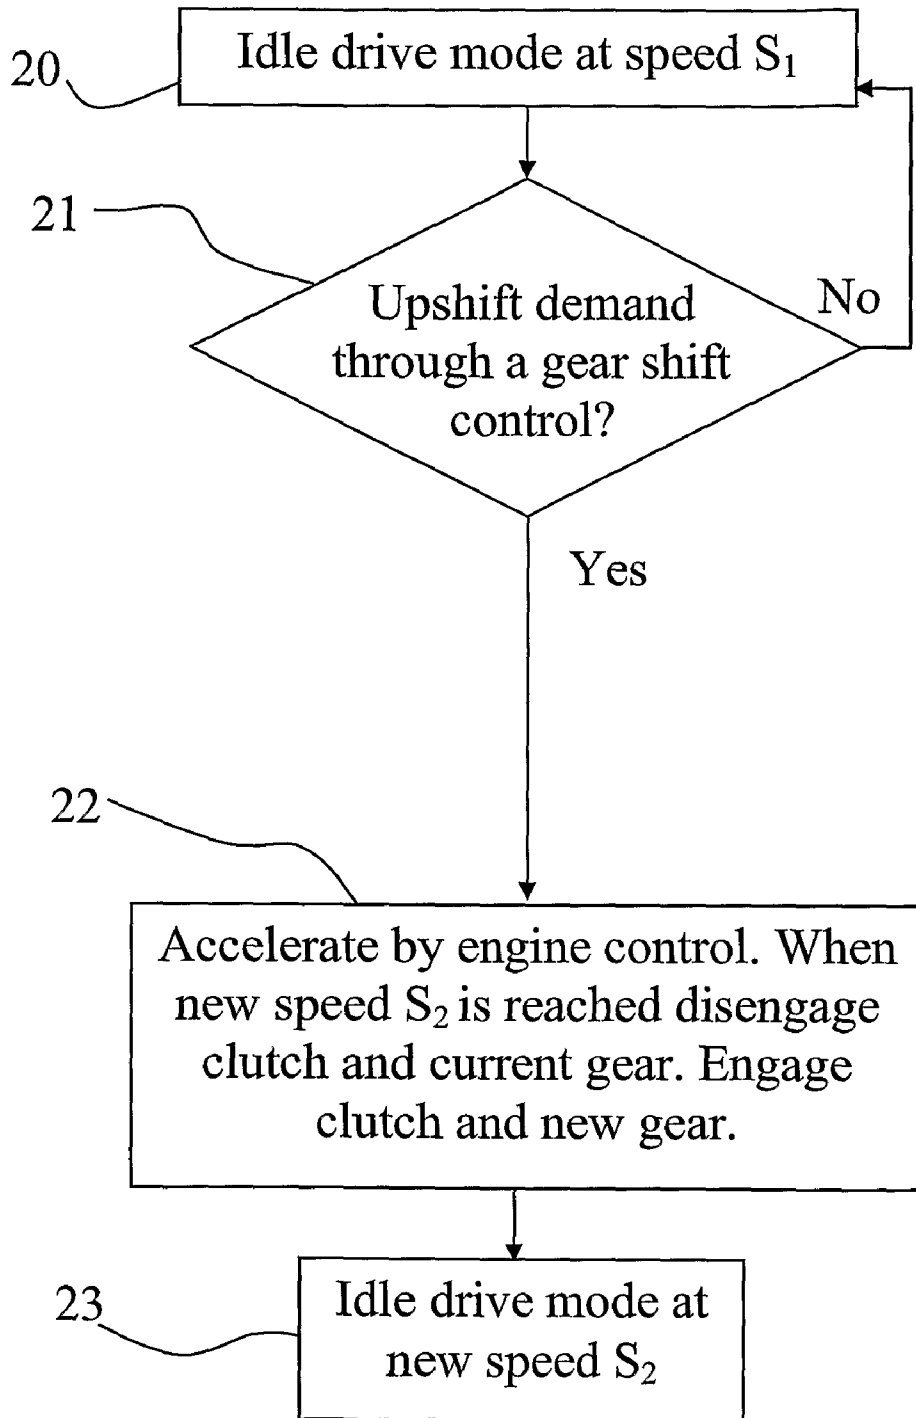 20
Idle drive mode at speed S₁
21
Upshift demand
through a gear shift
control?
No
Yes
22
Accelerate by engine control. When
new speed S₂ is reached disengage
clutch and current gear. Engage
clutch and new gear.
23
Idle drive mode at
new speed S₂